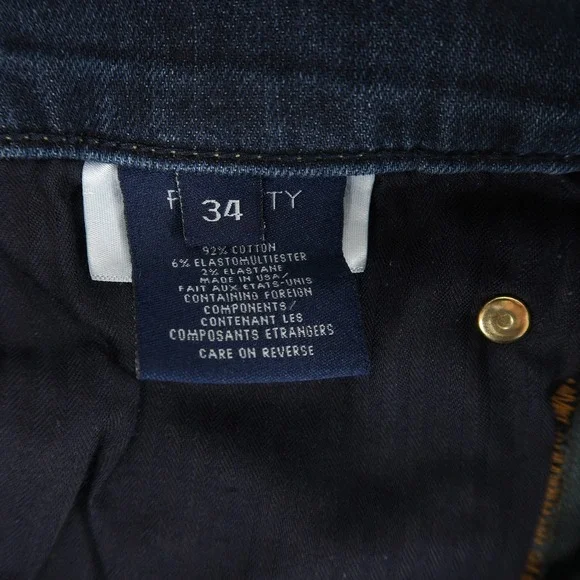 34
92% COTTON
6% ELASTOMULTIESTER
2% ELASTANE
MADE IN USA/
FAIT AUX ETATS-UNIS
CONTAINING FOREIGN
COMPONENTS/
CONTENANT LES
COMPOSANTS ETRANGERS
CARE ON REVERSE